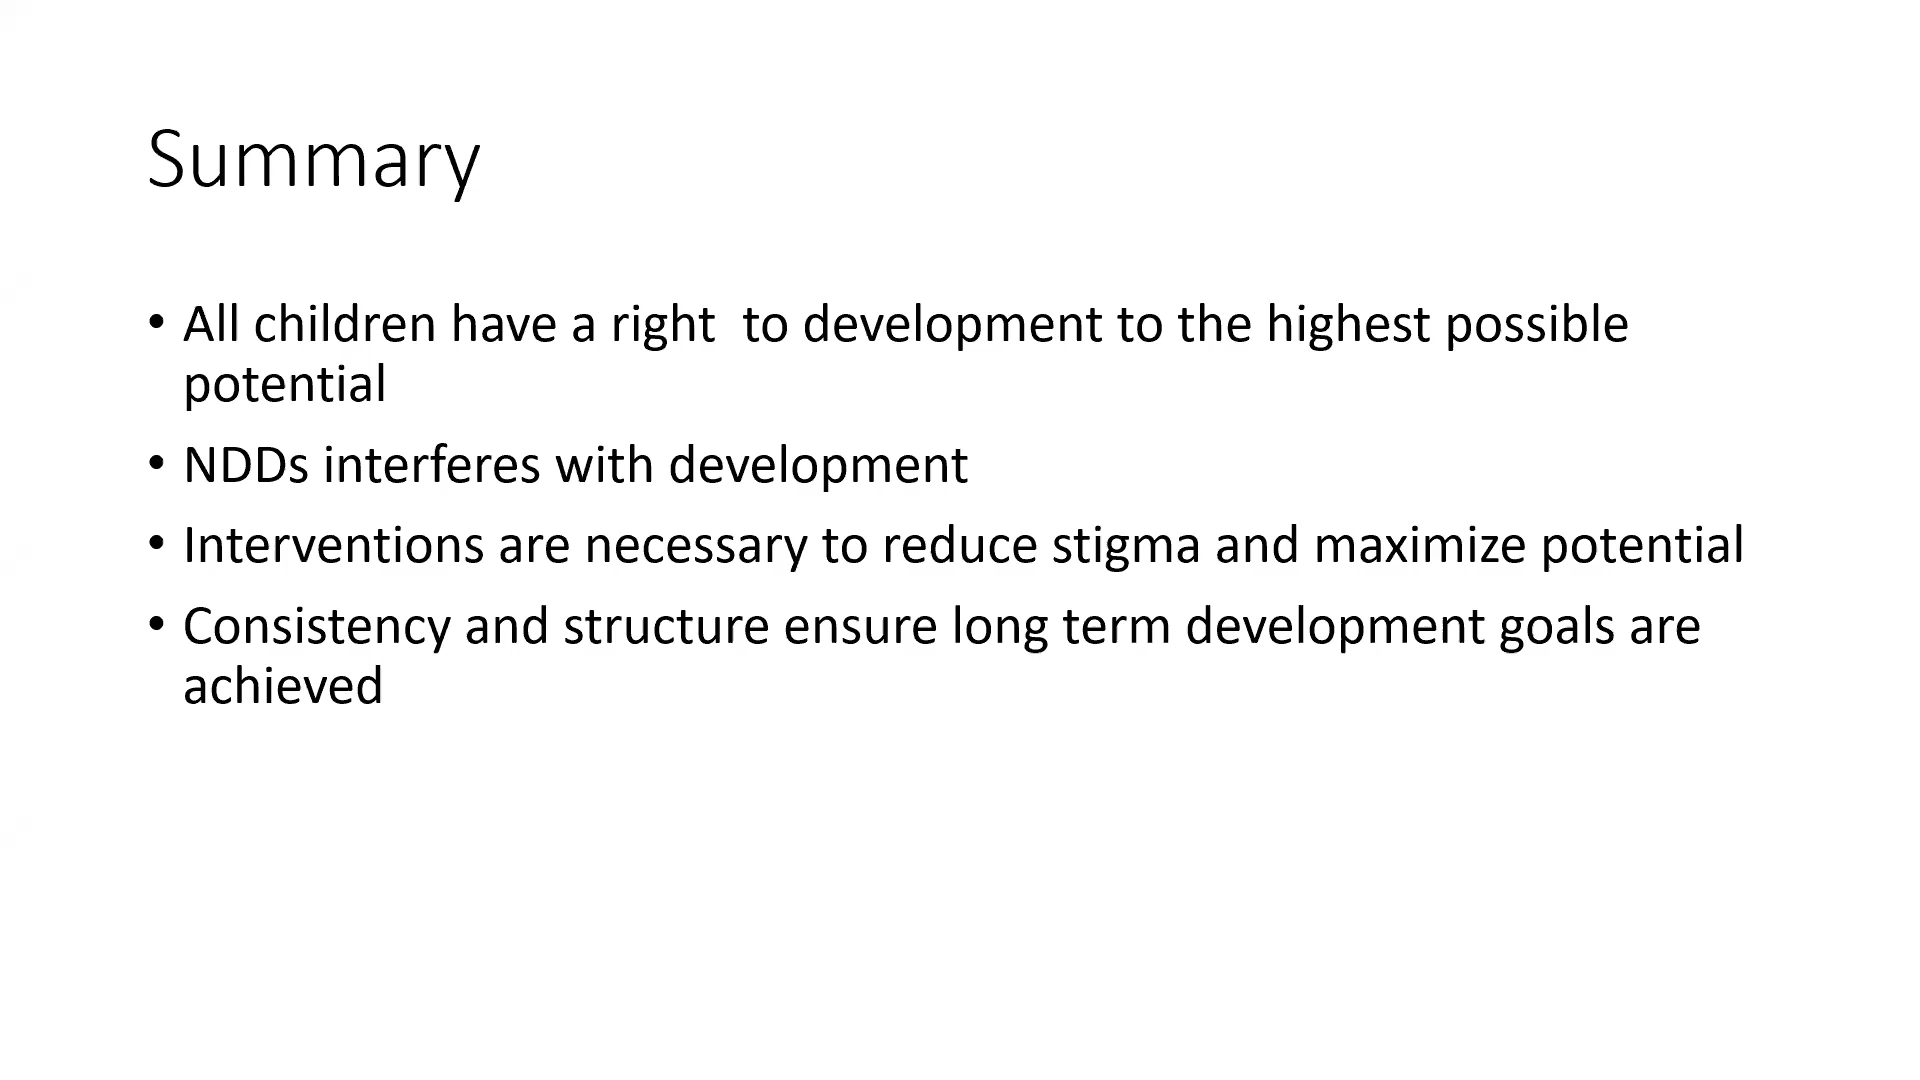 Summary
• All children have a right  to development to the highest possible
potential
• NDDs interferes with development
• Interventions are necessary to reduce stigma and maximize potential
• Consistency and structure ensure long term development goals are
achieved